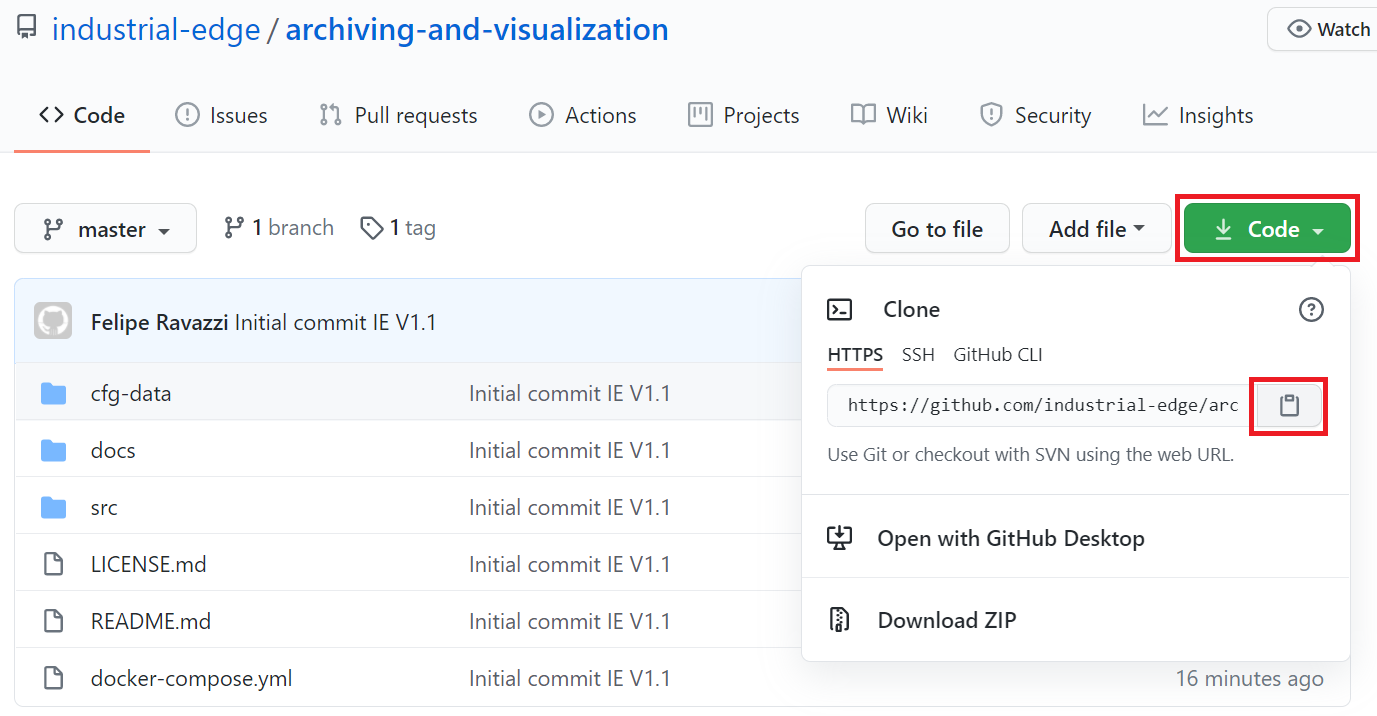 industrial-edge / archiving-and-visualization
Watch
Code Issues Pull requests Actions Projects Wiki Security Insights
master 1 branch 1 tag Go to file Add file Code
Felipe Ravazzi Initial commit IE V1.1
cfg-data Initial commit IE V1.1
docs Initial commit IE V1.1
src Initial commit IE V1.1
LICENSE.md Initial commit IE V1.1
README.md Initial commit IE V1.1
docker-compose.yml Initial commit IE V1.1 16 minutes ago
Clone
HTTPS SSH GitHub CLI
https://github.com/industrial-edge/arc
Use Git or checkout with SVN using the web URL.
Open with GitHub Desktop
Download ZIP